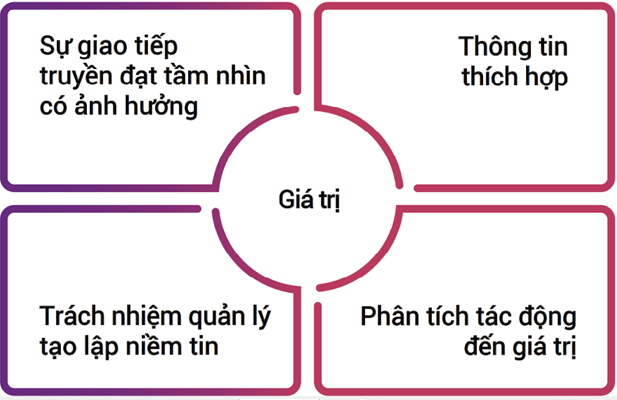 Sự giao tiếp
truyền đạt tầm nhìn
có ảnh hưởng
Thông tin
thích hợp
Giá trị
Trách nhiệm quản lý
tạo lập niềm tin
Phân tích tác động
đến giá trị